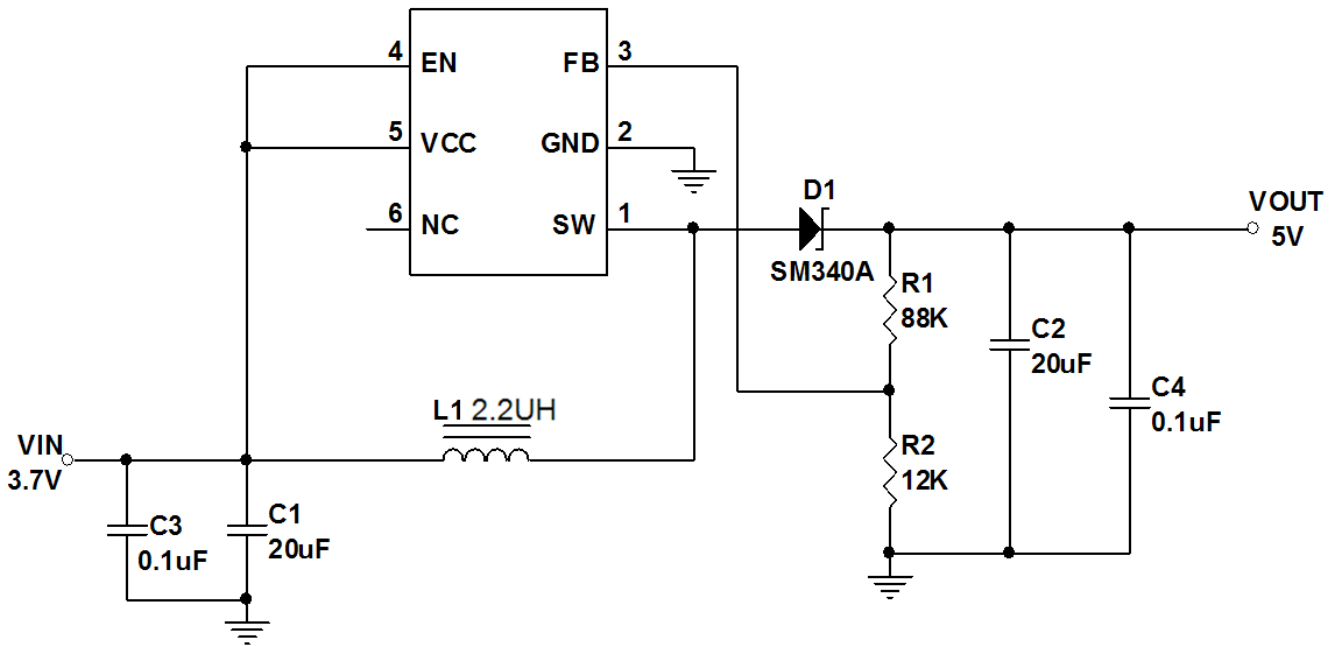 4 EN FB 3
5 VCC GND 2
6 NC SW 1
D1
SM340A
VOUT
5V
R1
88K
C2
20uF
C4
0.1uF
L1 2.2UH
R2
12K
VIN
3.7V
C3
0.1uF
C1
20uF